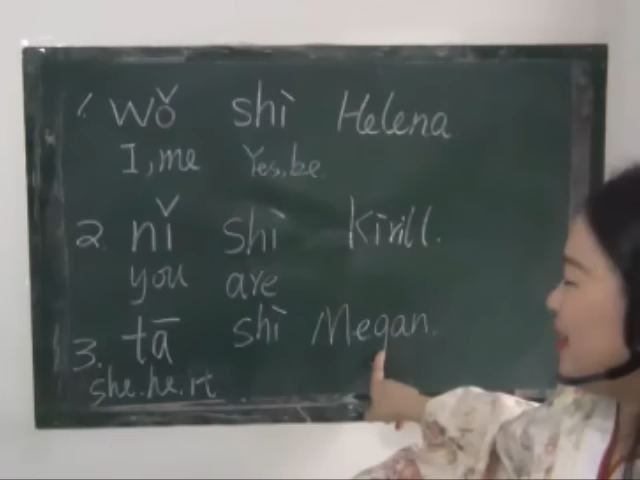 1. wǒ shì Helena
I, me Yes, be
2. nǐ shì Kirill.
you are
3. tā shì Megan.
she. he. it